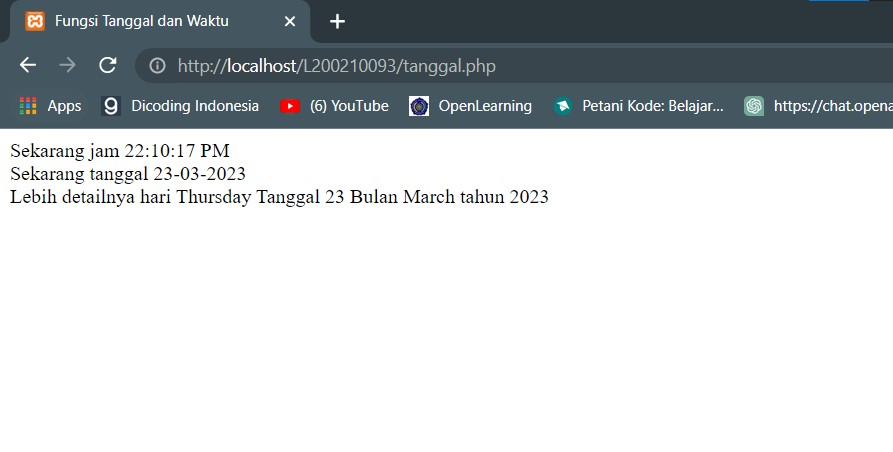 Fungsi Tanggal dan Waktu
http://localhost/L200210093/tanggal.php
Apps Dicoding Indonesia (6) YouTube OpenLearning Petani Kode: Belajar... https://chat.opena
Sekarang jam 22:10:17 PM
Sekarang tanggal 23-03-2023
Lebih detailnya hari Thursday Tanggal 23 Bulan March tahun 2023